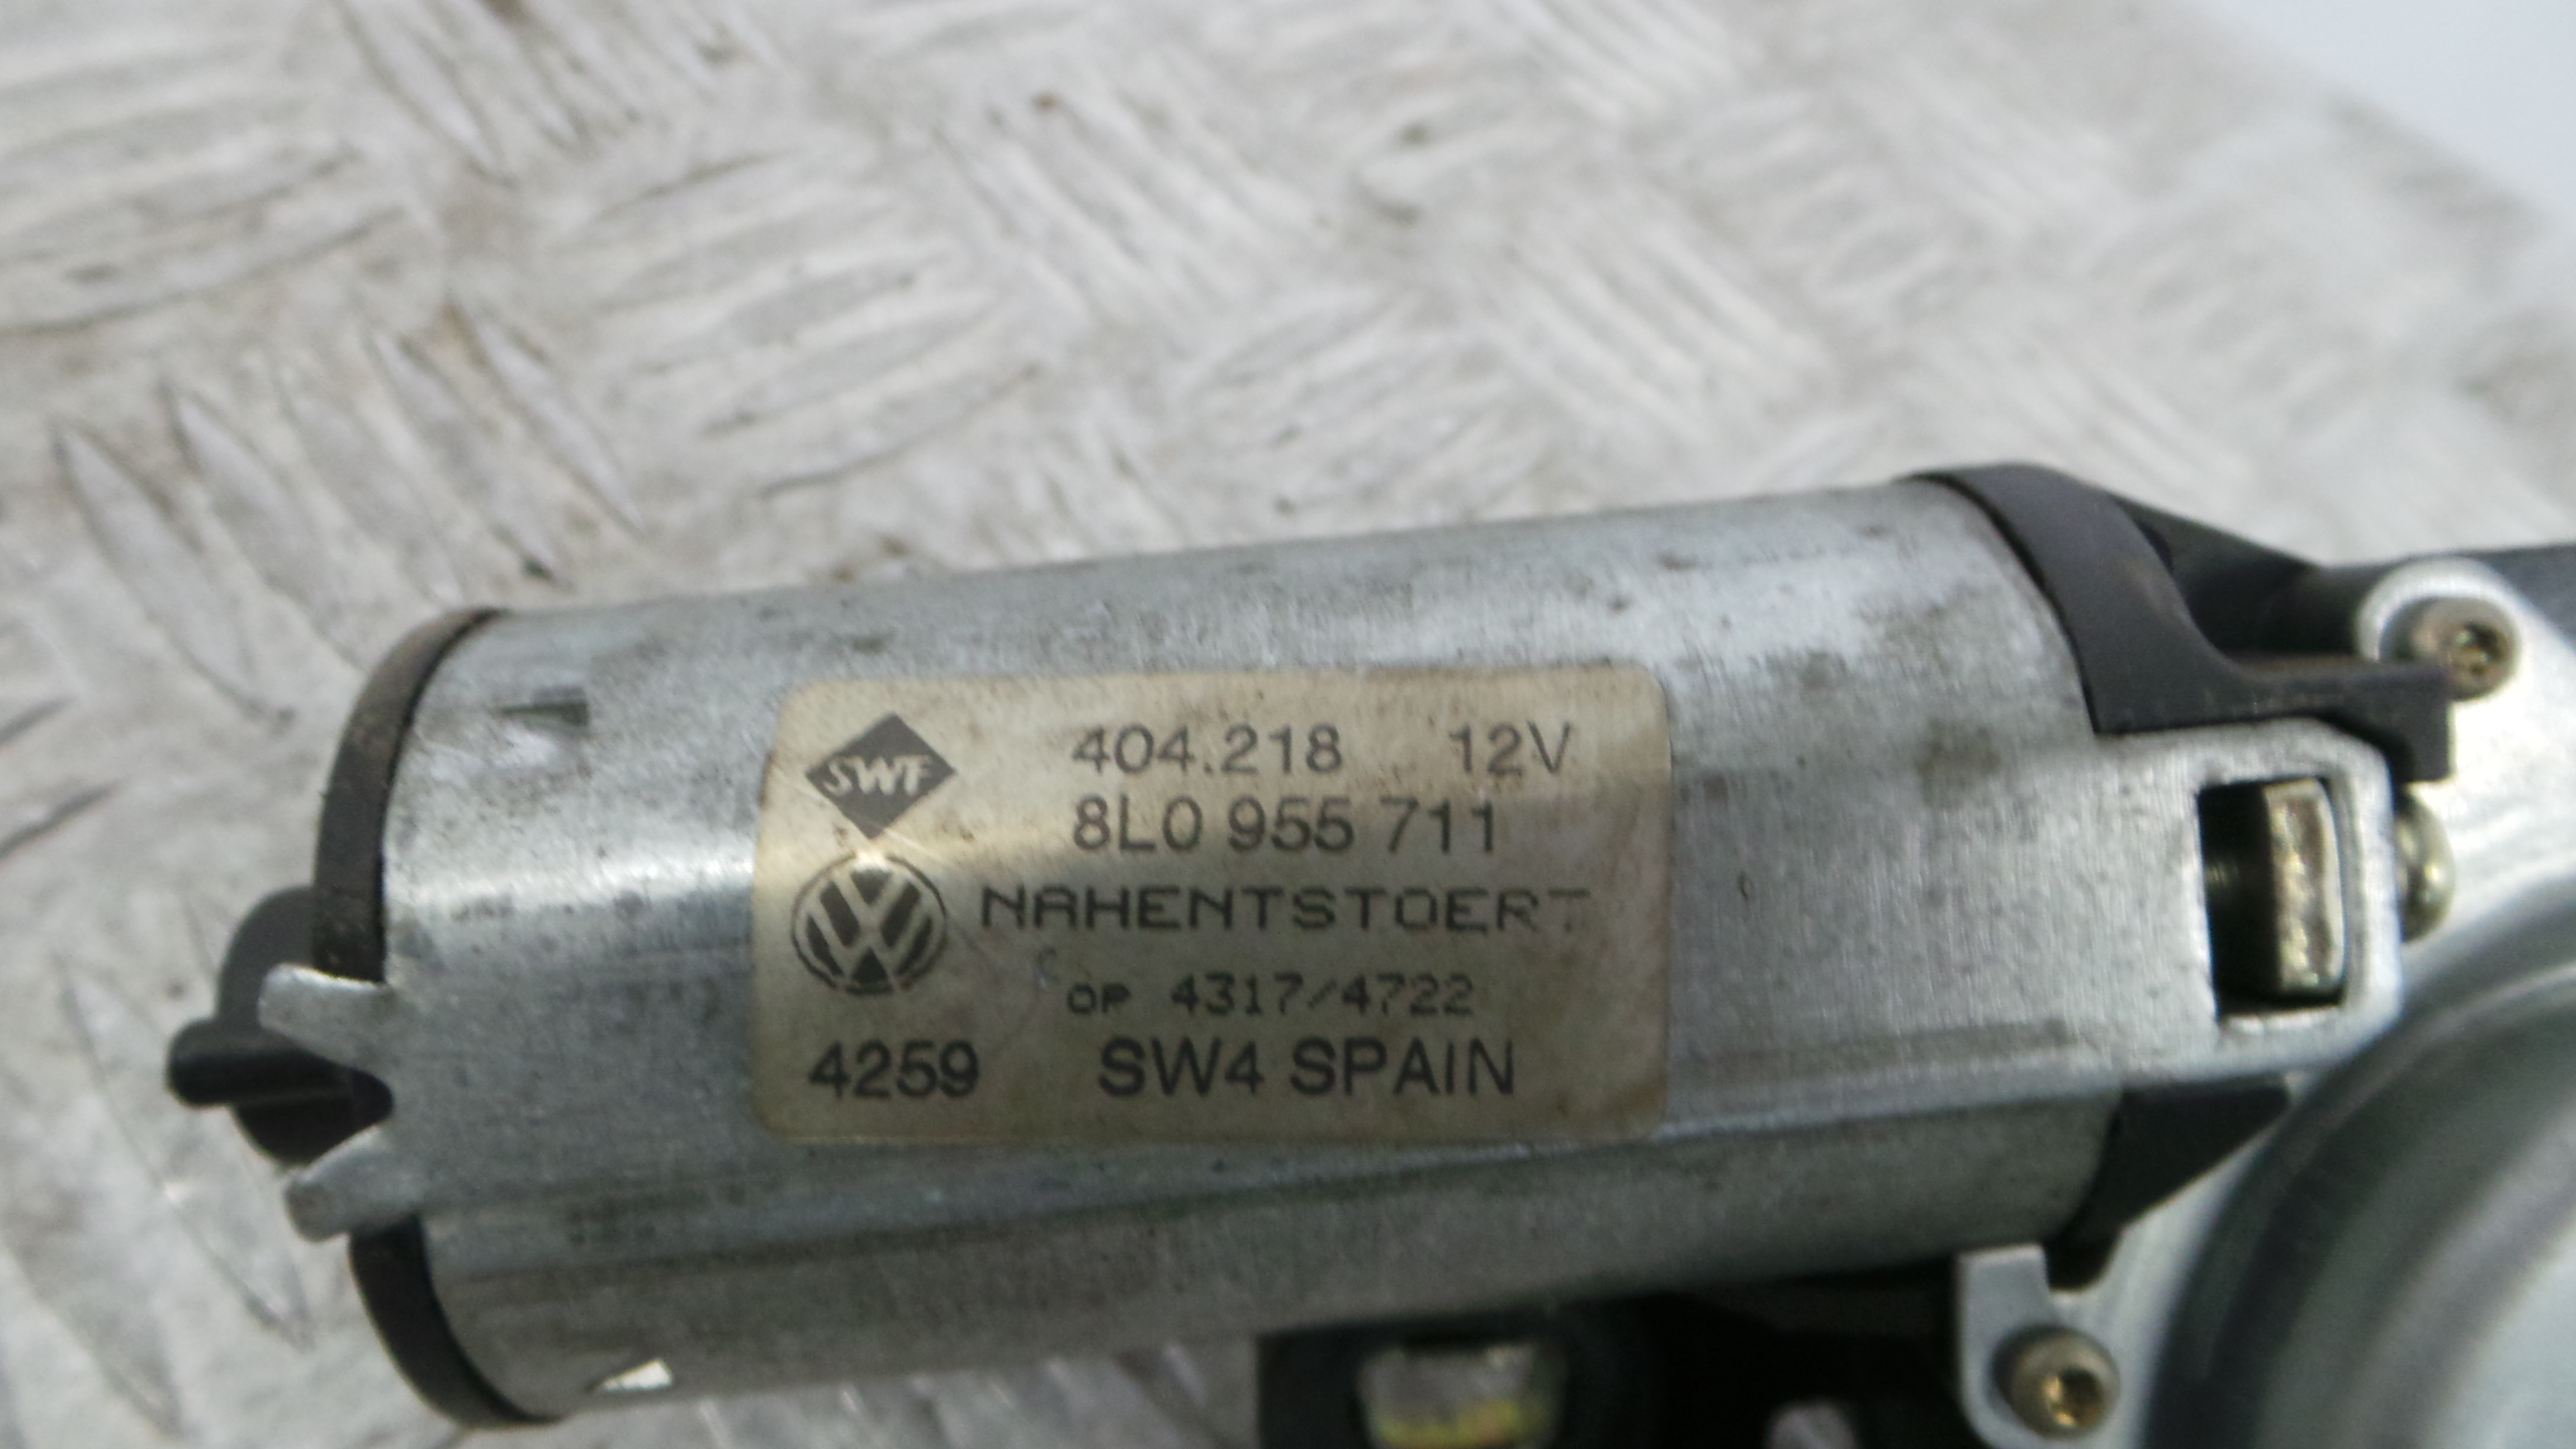 SWF 404.218 12V
8L0 955 711
NAHENTSTOERT
OP 4317/4722
4259 SW4 SPAIN